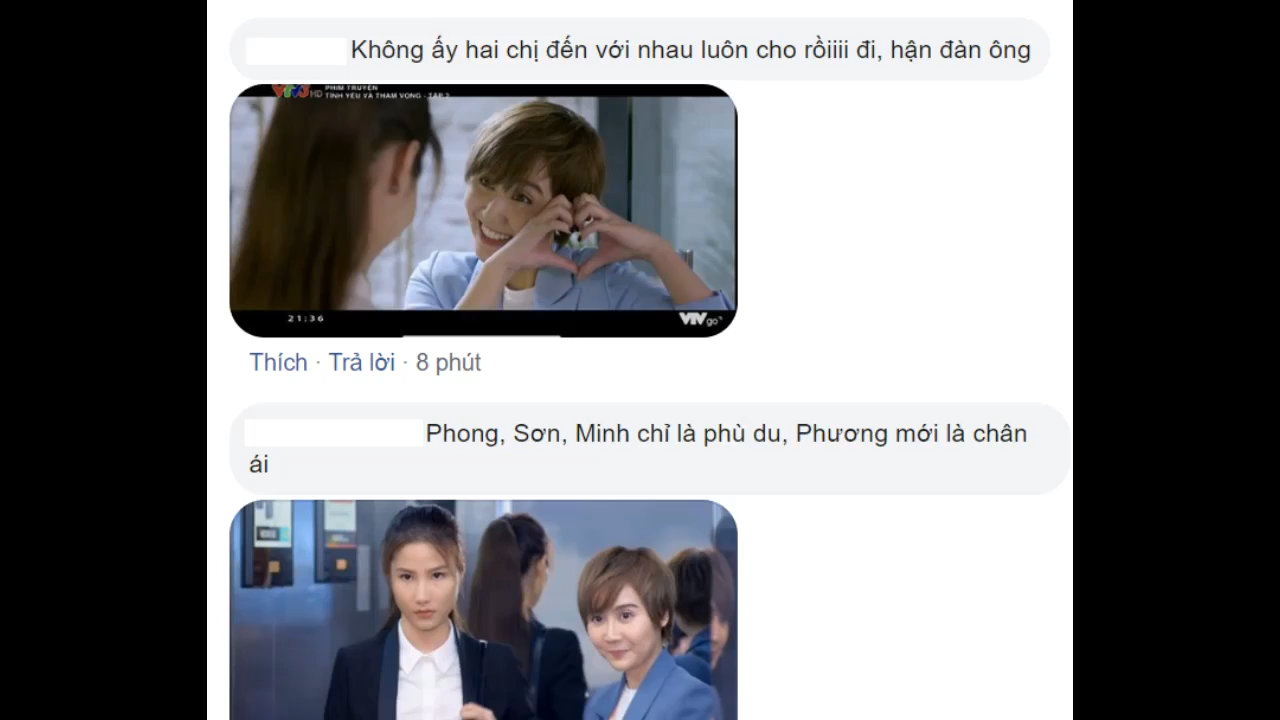 Không ấy hai chị đến với nhau luôn cho rồiiii đi, hận đàn ông
VTV3 HD
PHIM TRUYỆN
TÌNH YÊU VÀ THAM VỌNG - TẬP
21:36
VTV go
Thích · Trả lời · 8 phút
Phong, Sơn, Minh chỉ là phù du, Phương mới là chân
ái